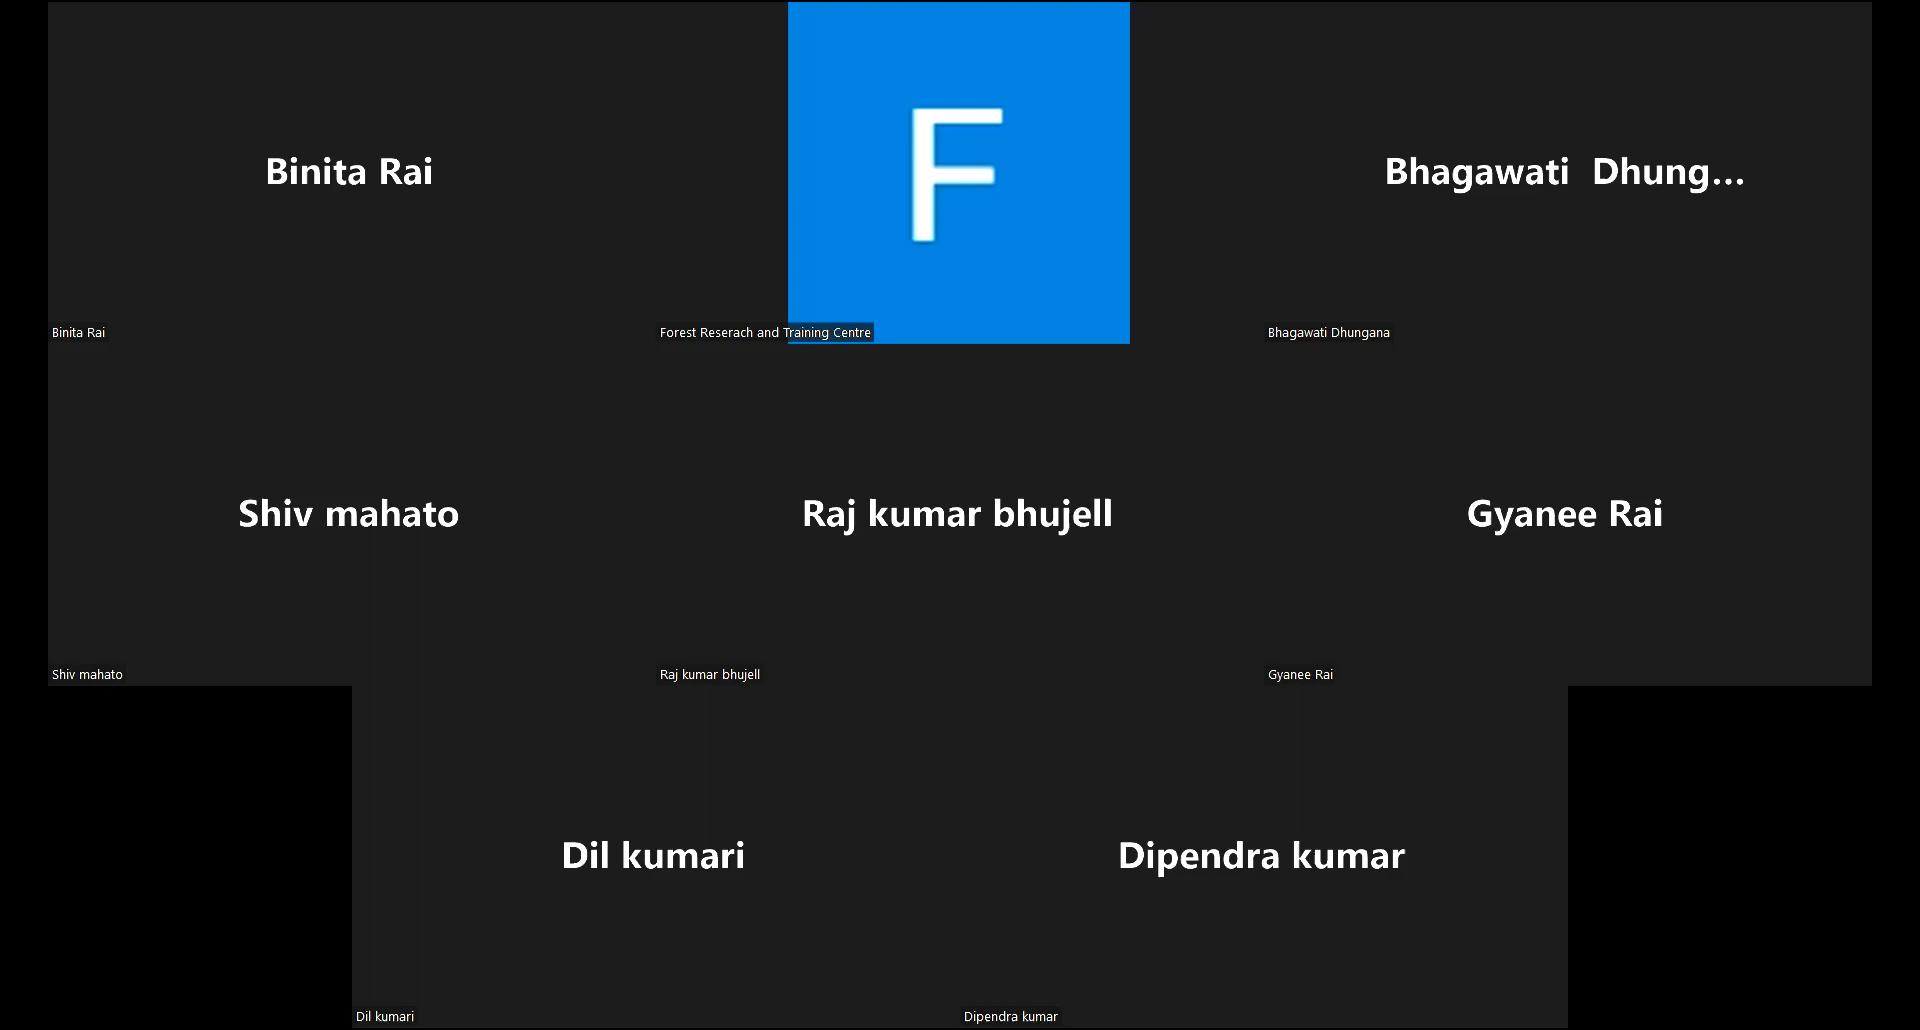 Binita Rai
F
Bhagawati  Dhung...
Binita Rai
Forest Reserach and Training Centre
Bhagawati Dhungana
Shiv mahato
Raj kumar bhujell
Gyanee Rai
Shiv mahato
Raj kumar bhujell
Gyanee Rai
Dil kumari
Dipendra kumar
Dil kumari
Dipendra kumar